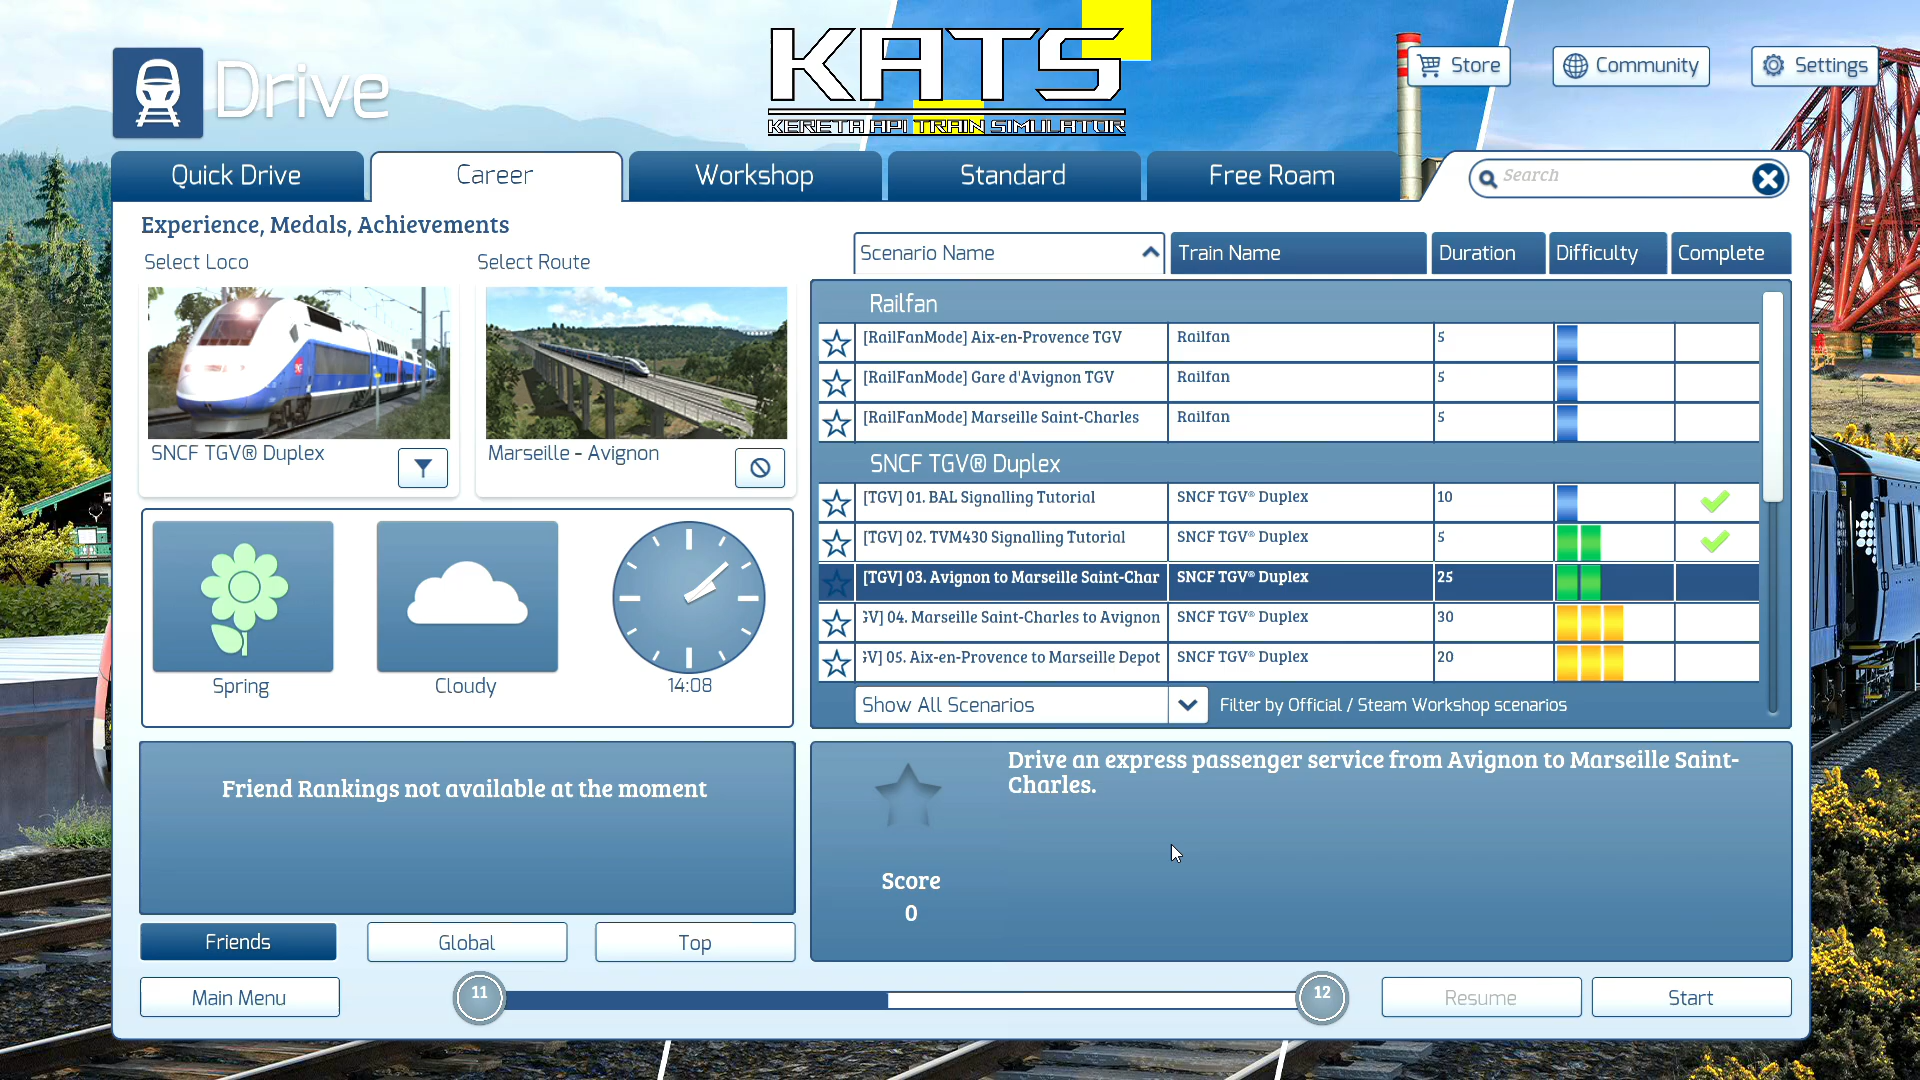 Drive
KATS
KERETA API TRAIN SIMULATOR
Store
Community
Settings
Quick Drive
Career
Workshop
Standard
Free Roam
Search
Experience, Medals, Achievements
Select Loco
Select Route
SNCF TGV® Duplex
Marseille - Avignon
Spring
Cloudy
14:08
Scenario Name
Train Name
Duration
Difficulty
Complete
Railfan
[RailFanMode] Aix-en-Provence TGV Railfan 5
[RailFanMode] Gare d'Avignon TGV Railfan 5
[RailFanMode] Marseille Saint-Charles Railfan 5
SNCF TGV® Duplex
[TGV] 01. BAL Signalling Tutorial SNCF TGV® Duplex 10
[TGV] 02. TVM430 Signalling Tutorial SNCF TGV® Duplex 5
[TGV] 03. Avignon to Marseille Saint-Char SNCF TGV® Duplex 25
GV] 04. Marseille Saint-Charles to Avignon SNCF TGV® Duplex 30
GV] 05. Aix-en-Provence to Marseille Depot SNCF TGV® Duplex 20
Show All Scenarios
Filter by Official / Steam Workshop scenarios
Friend Rankings not available at the moment
Drive an express passenger service from Avignon to Marseille Saint-
Charles.
Score
0
Friends
Global
Top
Main Menu
11
12
Resume
Start